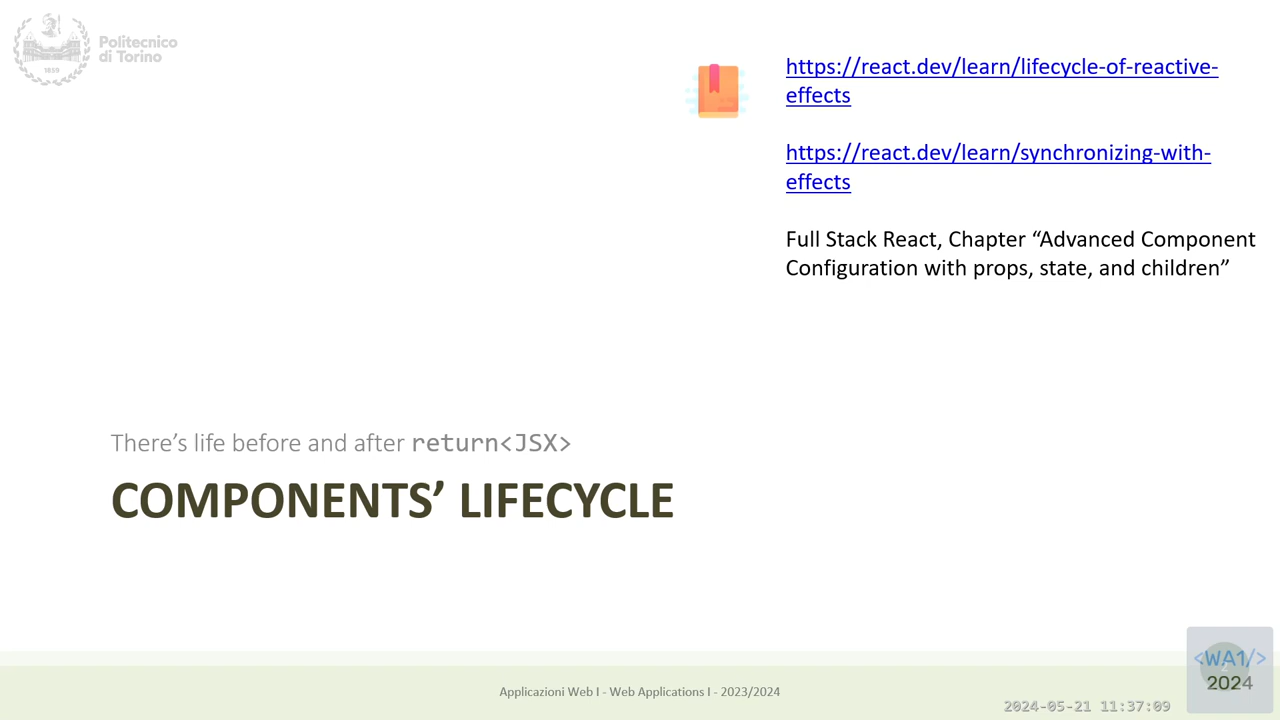 Politecnico
di Torino
1859
https://react.dev/learn/lifecycle-of-reactive-
effects
https://react.dev/learn/synchronizing-with-
effects
Full Stack React, Chapter “Advanced Component
Configuration with props, state, and children”
There’s life before and after return<JSX>
COMPONENTS’ LIFECYCLE
Applicazioni Web I - Web Applications I - 2023/2024
2024-05-21 11:37:09
<WA1/>
2024